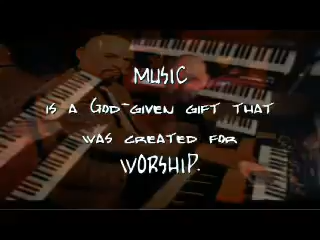 MUSIC
IS A GOD-GIVEN GIFT THAT
WAS CREATED FOR
WORSHIP.